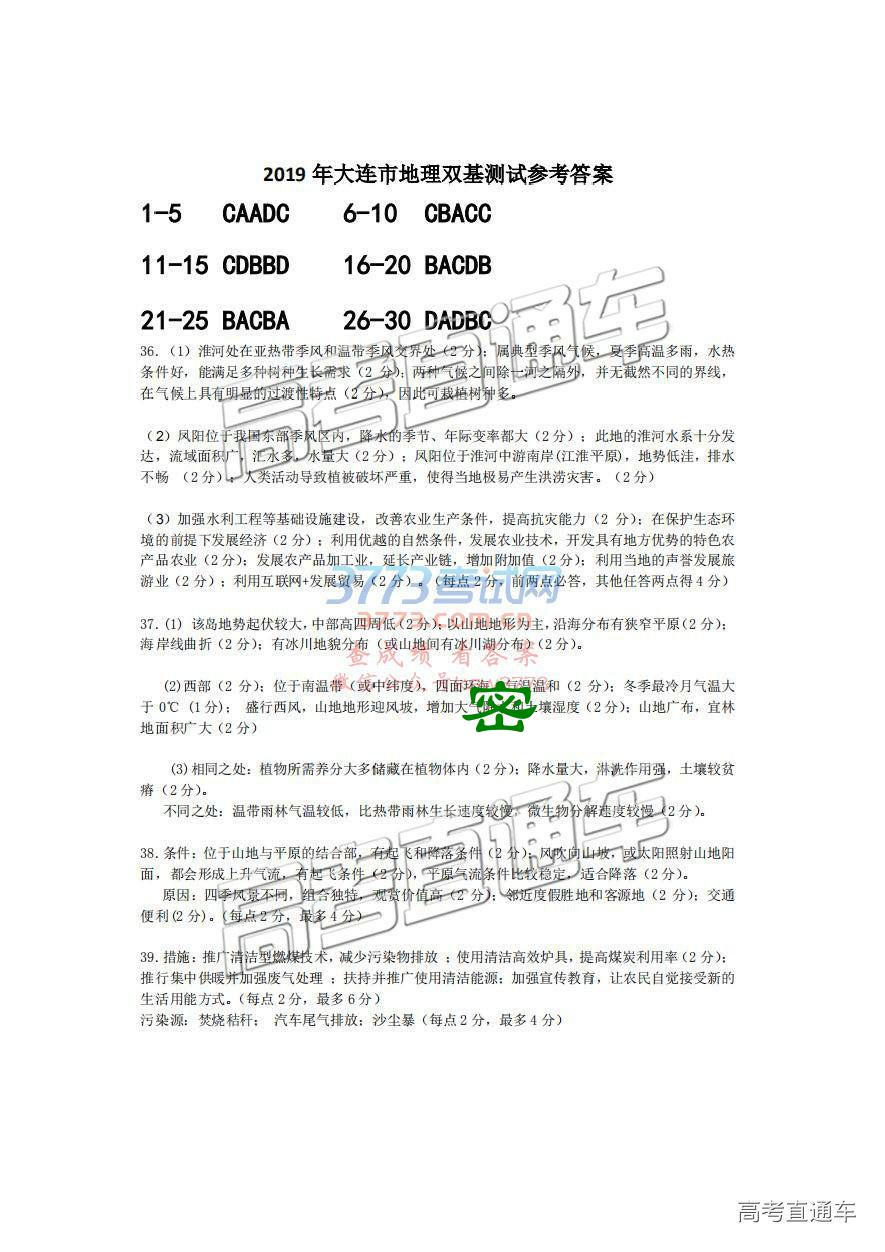 2019 年大连市地理双基测试参考答案
1-5 CAADC 6-10 CBACC
11-15 CDBBD 16-20 BACDB
21-25 BACBA 26-30 DADBC
36.（1）淮河处在亚热带季风和温带季风交界处（2 分）；属典型季风气候，夏季高温多雨，水热
条件好，能满足多种树种生长需求（2 分）；两种气候之间除一河之隔外，并无截然不同的界线，
在气候上具有明显的过渡性特点（2 分），因此可栽植树种多。
（2）凤阳位于我国东部季风区内，降水的季节、年际变率都大（2 分）；此地的淮河水系十分发
达，流域面积广，汇水多，水量大（2 分）；凤阳位于淮河中游南岸(江淮平原)，地势低洼，排水
不畅 （2 分）；人类活动导致植被破坏严重，使得当地极易产生洪涝灾害。（2 分）
（3）加强水利工程等基础设施建设，改善农业生产条件，提高抗灾能力（2 分）；在保护生态环
境的前提下发展经济（2 分）；利用优越的自然条件，发展农业技术，开发具有地方优势的特色农
产品农业（2 分）；发展农产品加工业，延长产业链，增加附加值（2 分）；利用当地的声誉发展旅
游业（2 分）；利用互联网+发展贸易（2 分）。（每点 2 分，前两点必答，其他任答两点得 4 分）
37.(1) 该岛地势起伏较大，中部高四周低（2 分），以山地地形为主，沿海分布有狭窄平原（2 分）；
海岸线曲折（2 分）；有冰川地貌分布（或山地间有冰川湖分布）（2 分）。
(2)西部（2 分）；位于南温带（或中纬度），四面环海，气温温和（2 分）；冬季最冷月气温大
于 0℃ (1 分)； 盛行西风，山地地形迎风坡，增加大气降水和土壤湿度（2 分）；山地广布，宜林
地面积广大（2 分）
(3)相同之处：植物所需养分大多储藏在植物体内（2 分）；降水量大，淋洗作用强，土壤较贫
瘠（2 分）。
不同之处：温带雨林气温较低，比热带雨林生长速度较慢，微生物分解速度较慢（2 分）。
38.条件：位于山地与平原的结合部，有起飞和降落条件（2 分）；风吹向山坡，或太阳照射山地阳
面，都会形成上升气流，有起飞条件（2 分），平原气流条件比较稳定，适合降落（2 分）。
原因：四季风景不同，组合独特，观赏价值高（2 分）；邻近度假胜地和客源地（2 分）；交通
便利(2 分)。（每点 2 分，最多 4 分）
39.措施：推广清洁型燃煤技术，减少污染物排放 ；使用清洁高效炉具，提高煤炭利用率（2 分）；
推行集中供暖并加强废气处理 ；扶持并推广使用清洁能源；加强宣传教育，让农民自觉接受新的
生活用能方式。（每点 2 分，最多 6 分）
污染源：焚烧秸秆； 汽车尾气排放；沙尘暴（每点 2 分，最多 4 分）
高考直通车
3773考试网
3773.com.cn
查成绩 看答案
密
高考直通车
高考直通车